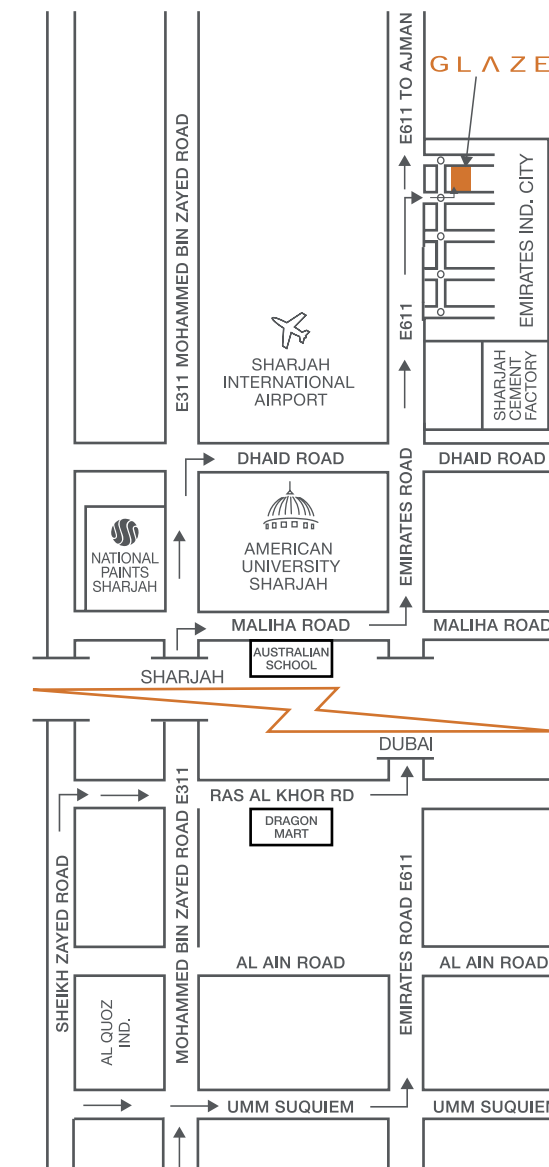 GLAZE
E611 TO AJMAN
E311 MOHAMMED BIN ZAYED ROAD
EMIRATES IND. CITY
E611
SHARJAH
INTERNATIONAL
AIRPORT
SHARJAH
CEMENT
FACTORY
DHAID ROAD
DHAID ROAD
EMIRATES ROAD
NATIONAL
PAINTS
SHARJAH
AMERICAN
UNIVERSITY
SHARJAH
MALIHA ROAD
MALIHA ROAD
AUSTRALIAN
SCHOOL
SHARJAH
DUBAI
RAS AL KHOR RD
DRAGON
MART
SHEIKH ZAYED ROAD
MOHAMMED BIN ZAYED ROAD E311
EMIRATES ROAD E611
AL AIN ROAD
AL AIN ROAD
AL QUOZ
IND.
UMM SUQUIEM
UMM SUQUIEM